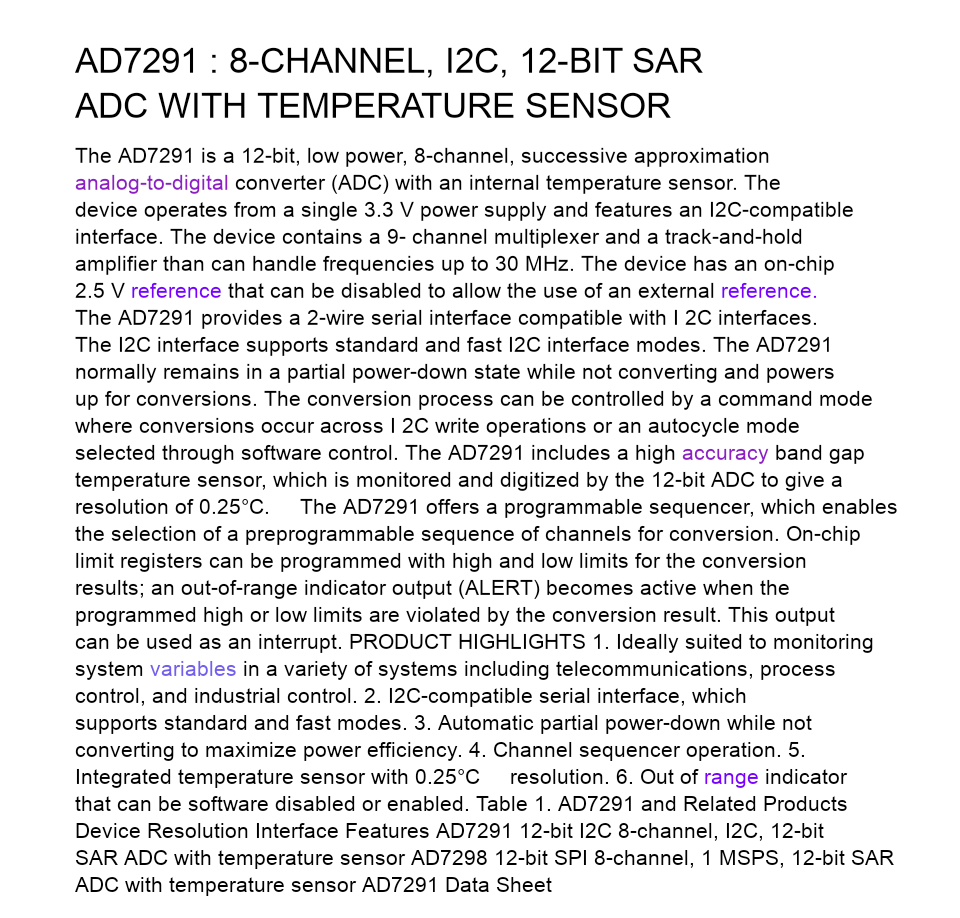 AD7291 : 8-CHANNEL, I2C, 12-BIT SAR
ADC WITH TEMPERATURE SENSOR
The AD7291 is a 12-bit, low power, 8-channel, successive approximation
analog-to-digital converter (ADC) with an internal temperature sensor. The
device operates from a single 3.3 V power supply and features an I2C-compatible
interface. The device contains a 9- channel multiplexer and a track-and-hold
amplifier than can handle frequencies up to 30 MHz. The device has an on-chip
2.5 V reference that can be disabled to allow the use of an external reference.
The AD7291 provides a 2-wire serial interface compatible with I 2C interfaces.
The I2C interface supports standard and fast I2C interface modes. The AD7291
normally remains in a partial power-down state while not converting and powers
up for conversions. The conversion process can be controlled by a command mode
where conversions occur across I 2C write operations or an autocycle mode
selected through software control. The AD7291 includes a high accuracy band gap
temperature sensor, which is monitored and digitized by the 12-bit ADC to give a
resolution of 0.25°C. The AD7291 offers a programmable sequencer, which enables
the selection of a preprogrammable sequence of channels for conversion. On-chip
limit registers can be programmed with high and low limits for the conversion
results; an out-of-range indicator output (ALERT) becomes active when the
programmed high or low limits are violated by the conversion result. This output
can be used as an interrupt. PRODUCT HIGHLIGHTS 1. Ideally suited to monitoring
system variables in a variety of systems including telecommunications, process
control, and industrial control. 2. I2C-compatible serial interface, which
supports standard and fast modes. 3. Automatic partial power-down while not
converting to maximize power efficiency. 4. Channel sequencer operation. 5.
Integrated temperature sensor with 0.25°C resolution. 6. Out of range indicator
that can be software disabled or enabled. Table 1. AD7291 and Related Products
Device Resolution Interface Features AD7291 12-bit I2C 8-channel, I2C, 12-bit
SAR ADC with temperature sensor AD7298 12-bit SPI 8-channel, 1 MSPS, 12-bit SAR
ADC with temperature sensor AD7291 Data Sheet